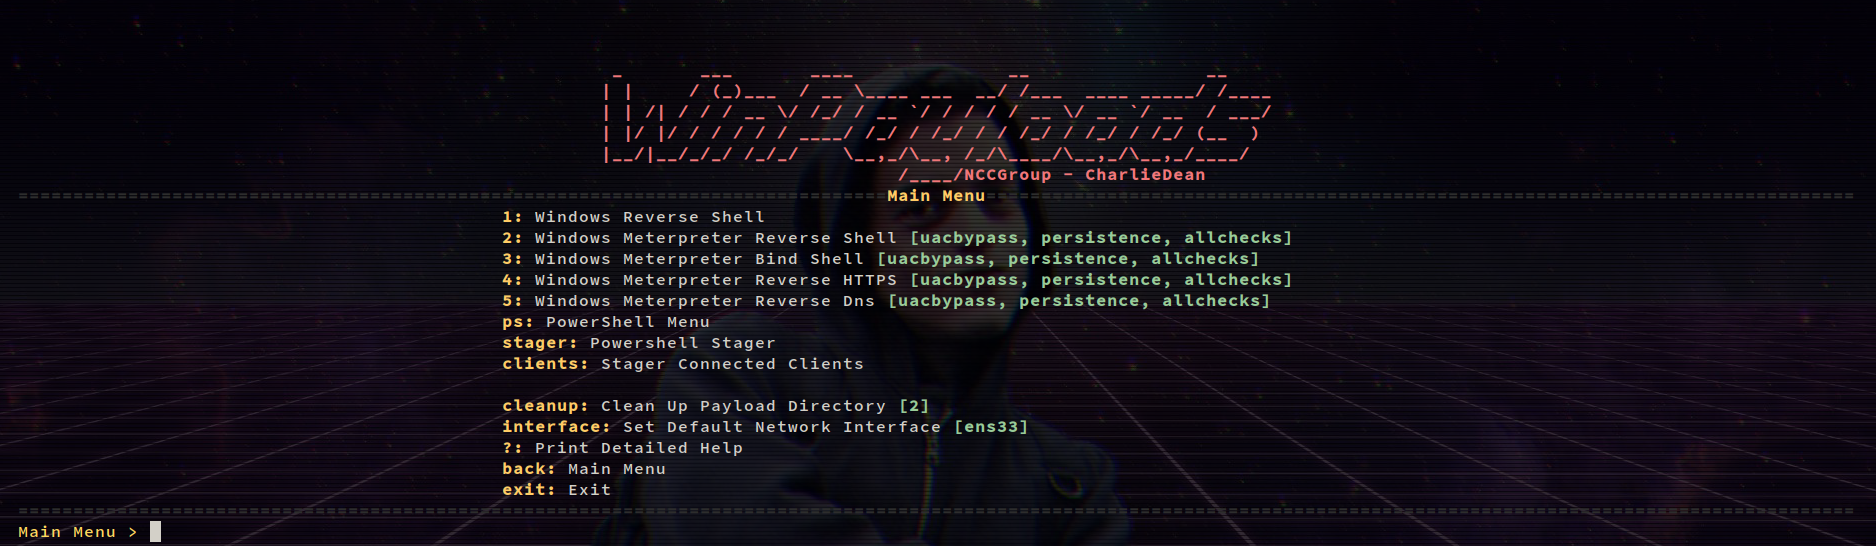 WinPayloads
NCCGroup - CharlieDean
Main Menu
1: Windows Reverse Shell
2: Windows Meterpreter Reverse Shell [uacbypass, persistence, allchecks]
3: Windows Meterpreter Bind Shell [uacbypass, persistence, allchecks]
4: Windows Meterpreter Reverse HTTPS [uacbypass, persistence, allchecks]
5: Windows Meterpreter Reverse Dns [uacbypass, persistence, allchecks]
ps: PowerShell Menu
stager: Powershell Stager
clients: Stager Connected Clients
cleanup: Clean Up Payload Directory [2]
interface: Set Default Network Interface [ens33]
?: Print Detailed Help
back: Main Menu
exit: Exit
Main Menu >